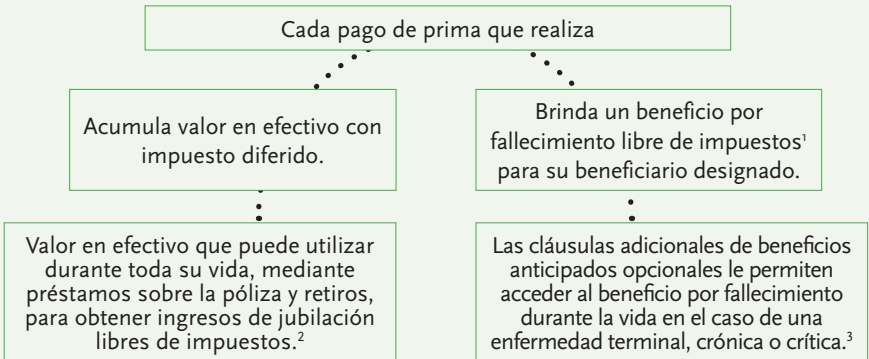 Cada pago de prima que realiza
Acumula valor en efectivo con
impuesto diferido.
Brinda un beneficio por
fallecimiento libre de impuestos¹
para su beneficiario designado.
Valor en efectivo que puede utilizar
durante toda su vida, mediante
préstamos sobre la póliza y retiros,
para obtener ingresos de jubilación
libres de impuestos.²
Las cláusulas adicionales de beneficios
anticipados opcionales le permiten
acceder al beneficio por fallecimiento
durante la vida en el caso de una
enfermedad terminal, crónica o crítica.³